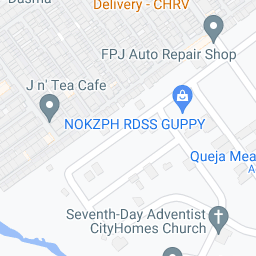 Dasma
Delivery - CHRV
FPJ Auto Repair Shop
J n' Tea Cafe
NOKZPH RDSS GUPPY
Queja Mea
Seventh-Day Adventist
CityHomes Church